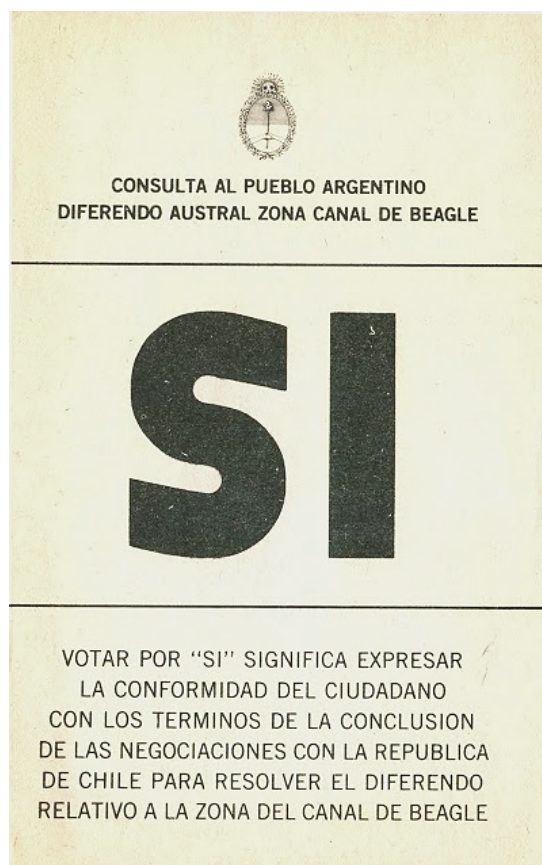 CONSULTA AL PUEBLO ARGENTINO
DIFERENDO AUSTRAL ZONA CANAL DE BEAGLE
SI
VOTAR POR "SI" SIGNIFICA EXPRESAR
LA CONFORMIDAD DEL CIUDADANO
CON LOS TERMINOS DE LA CONCLUSION
DE LAS NEGOCIACIONES CON LA REPUBLICA
DE CHILE PARA RESOLVER EL DIFERENDO
RELATIVO A LA ZONA DEL CANAL DE BEAGLE